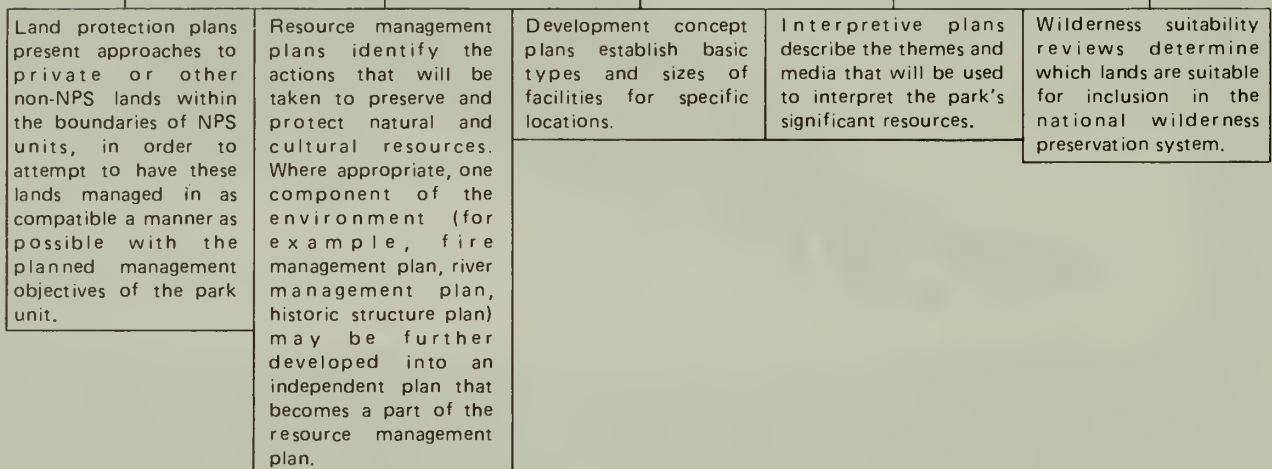 Land protection plans
present approaches to
private or other
non-NPS lands within
the boundaries of NPS
units, in order to
attempt to have these
lands managed in as
compatible a manner as
possible with the
planned management
objectives of the park
unit.
Resource management
plans identify the
actions that will be
taken to preserve and
protect natural and
cultural resources.
Where appropriate, one
component of the
environment (for
example, fire
management plan, river
management plan,
historic structure plan)
may be further
developed into an
independent plan that
becomes a part of the
resource management
plan.
Development concept
plans establish basic
types and sizes of
facilities for specific
locations.
Interpretive plans
describe the themes and
media that will be used
to interpret the park's
significant resources.
Wilderness suitability
reviews determine
which lands are suitable
for inclusion in the
national wilderness
preservation system.